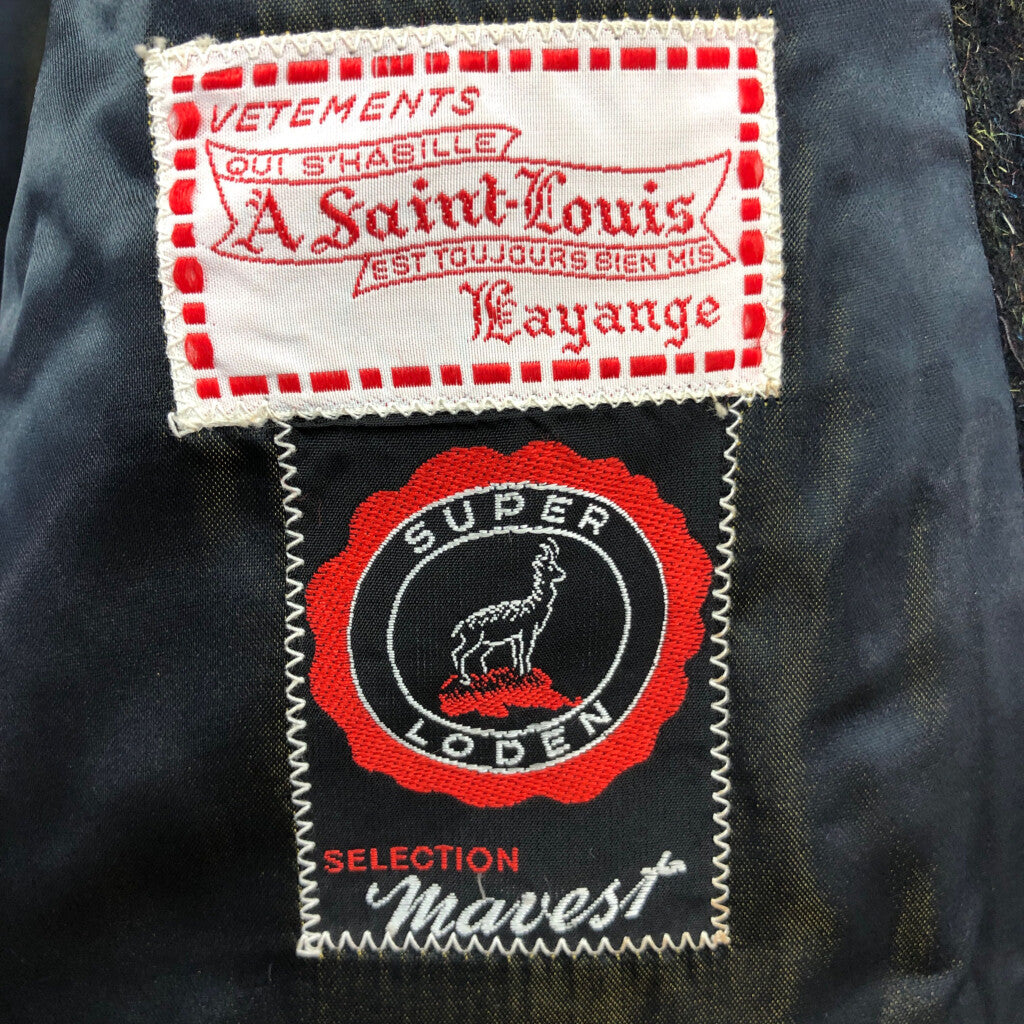 VETEMENTS
QUI S'HABILLE
A Saint-Louis
EST TOUJOURS BIEN MIS
Hayange
SUPER
LODEN
SELECTION
Mavest